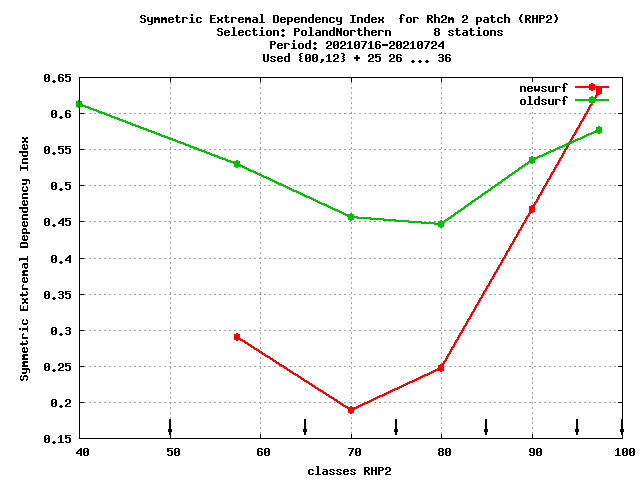 Symmetric Extremal Dependency Index  for Rh2m 2 patch (RHP2)
Selection: PolandNorthern      8 stations
Period: 20210716-20210724
Used {00,12} + 25 26 ... 36
newsurf
oldsurf
Symmetric Extremal Dependency Index
0.65
0.6
0.55
0.5
0.45
0.4
0.35
0.3
0.25
0.2
0.15
40 50 60 70 80 90 100
classes RHP2